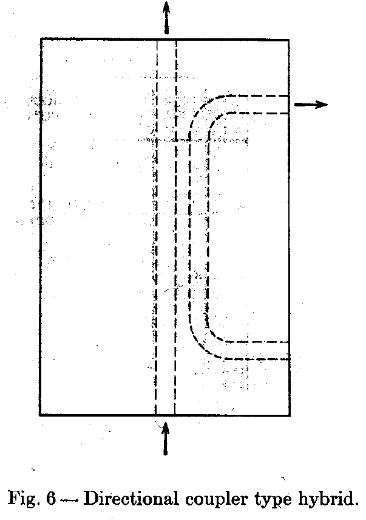 Fig. 6 — Directional coupler type hybrid.